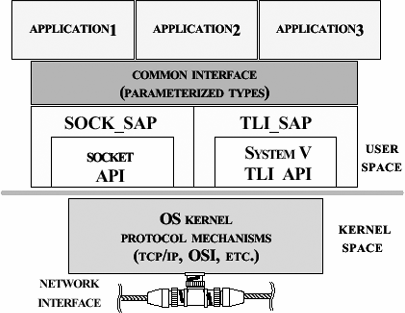 APPLICATION1 APPLICATION2 APPLICATION3
COMMON INTERFACE
(PARAMETERIZED TYPES)
SOCK_SAP TLI_SAP
SOCKET
API
SYSTEM V
TLI API
USER
SPACE
OS KERNEL
PROTOCOL MECHANISMS
(TCP/IP, OSI, ETC.)
KERNEL
SPACE
NETWORK
INTERFACE